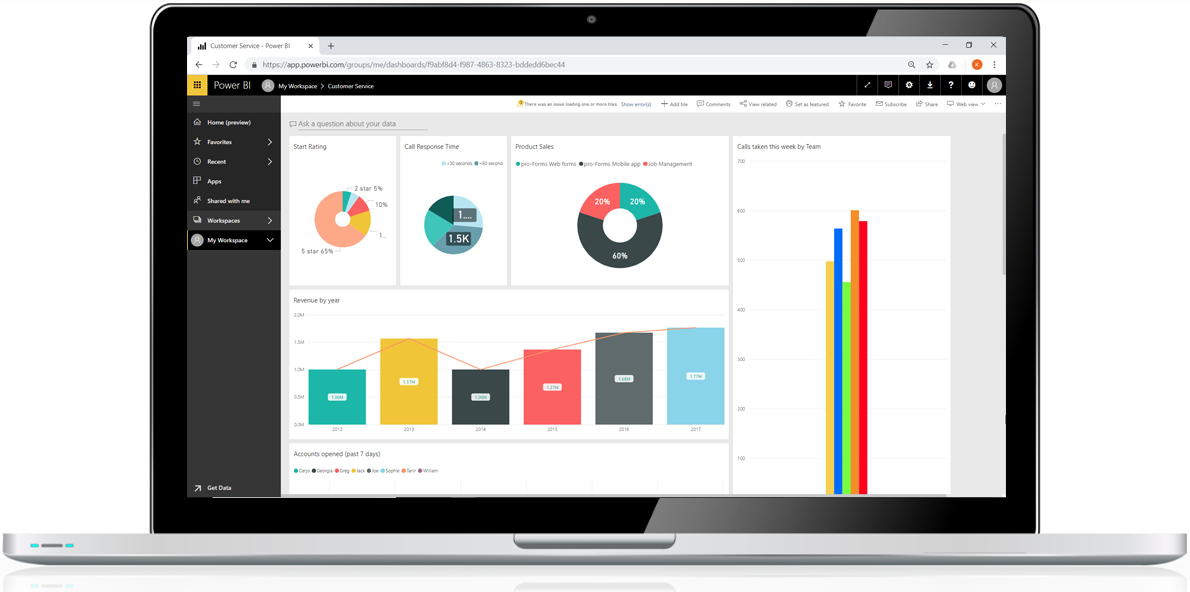 Customer Service - Power BI
https://app.powerbi.com/groups/me/dashboards/f9abf8d4-f987-4863-8323-bddedd6bec44
K
Power BI My Workspace > Customer Service
There was an issue loading one or more tiles. Show error(s) Add tile Comments View related Set as featured Favorite Subscribe Share Web view
Home (preview)
Favorites
Recent
Apps
Shared with me
Workspaces
My Workspace
Get Data
Ask a question about your data
Start Rating
2 star 5%
10%
1...
5 star 65%
Call Response Time
<30 seconds <60 second
1....
1.5K
Product Sales
pro-Forms Web forms pro-Forms Mobile app Job Management
20% 20%
60%
Calls taken this week by Team
700
600
500
400
300
200
100
Revenue by year
2.0M
1.5M
1.0M
0.5M
0.0M
1.00M 1.57M 1.00M 1.37M 1.68M 1.77M
2012 2013 2014 2015 2016 2017
Accounts opened (past 7 days)
Carys Georgia Greg Jack Joe Sophie Tariir William